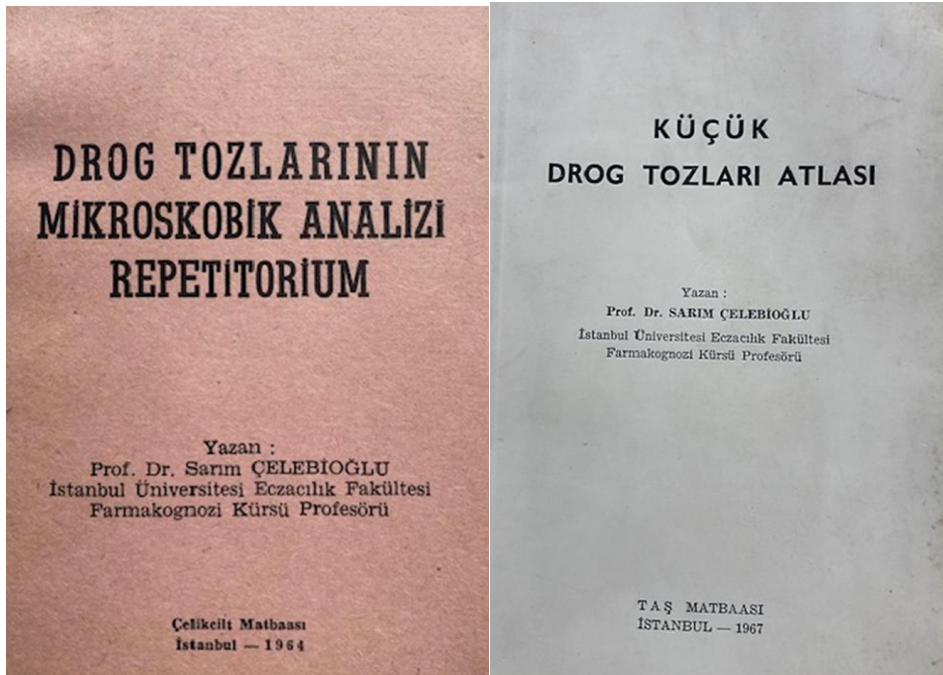 DROG TOZLARININ
MİKROSKOBİK ANALİZİ
REPETİTORİUM
Yazan :
Prof. Dr. Sarım ÇELEBİOĞLU
İstanbul Üniversitesi Eczacılık Fakültesi
Farmakognozi Kürsü Profesörü
Çelikcilt Matbaası
İstanbul — 1964
KÜÇÜK
DROG TOZLARI ATLASI
Yazan :
Prof. Dr. SARIM ÇELEBİOĞLU
İstanbul Üniversitesi Eczacılık Fakültesi
Farmakognozi Kürsü Profesörü
TAŞ MATBAASI
İSTANBUL — 1967